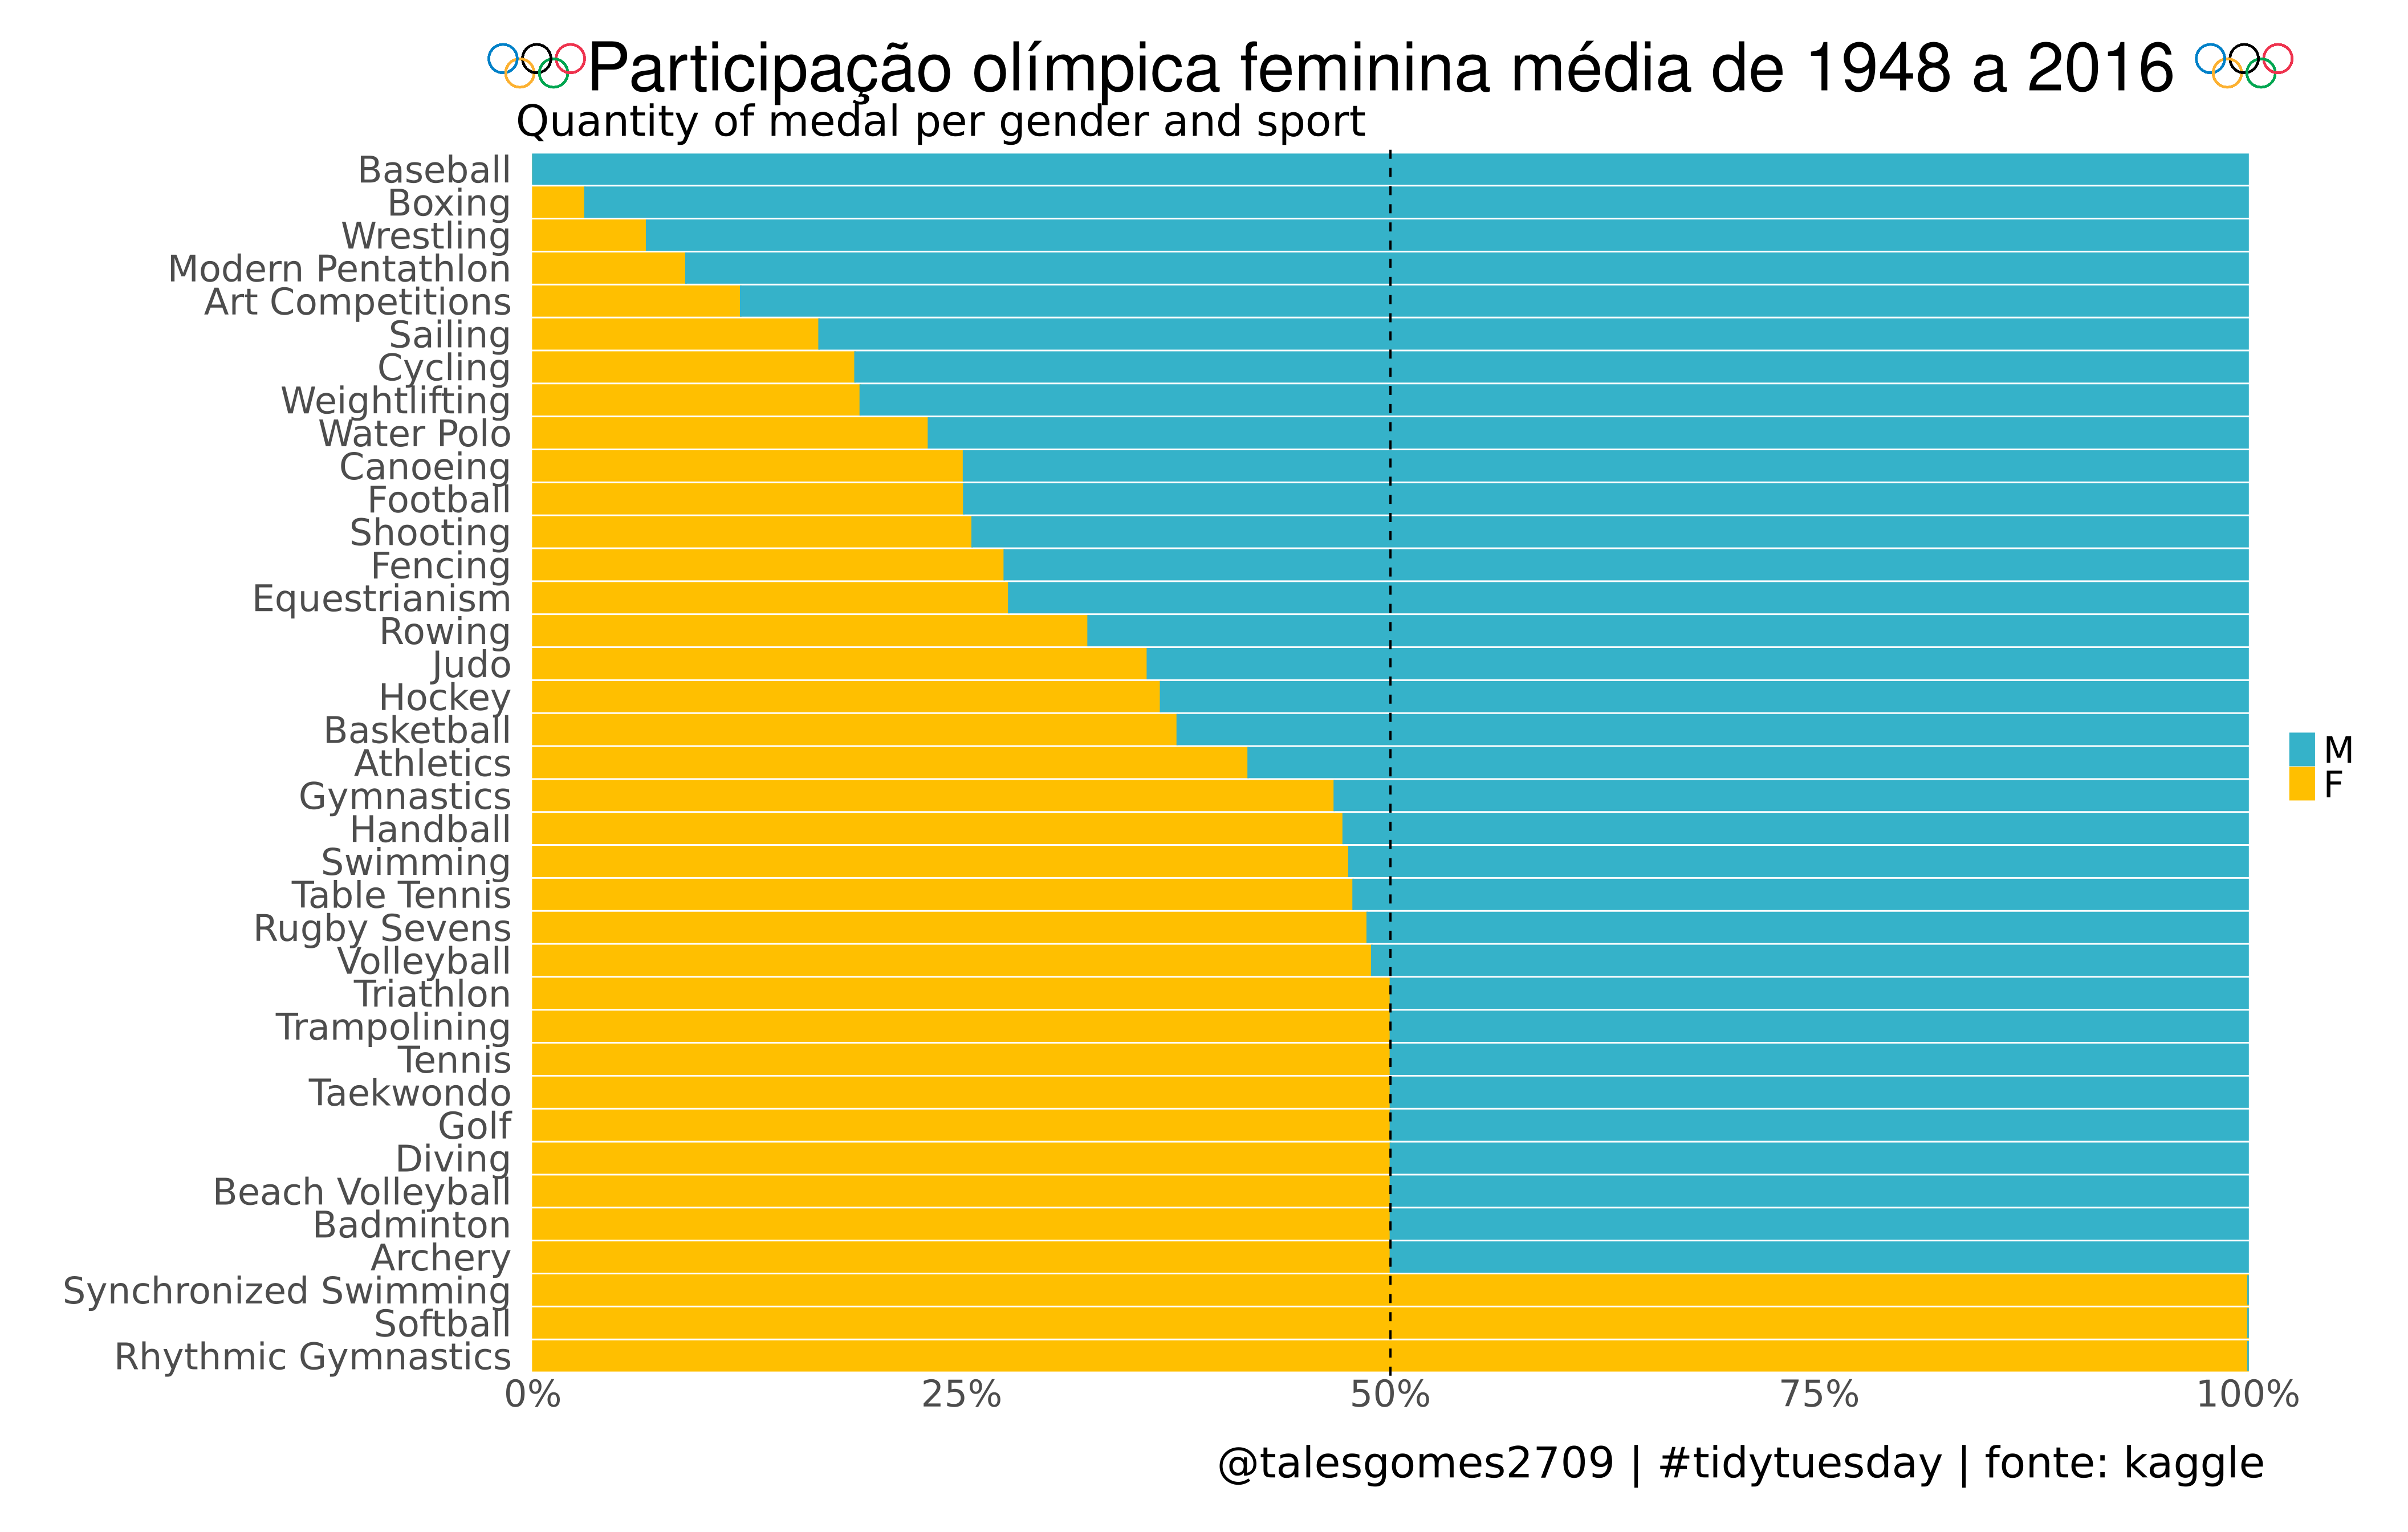 Participação olímpica feminina média de 1948 a 2016
Quantity of medal per gender and sport
Baseball
Boxing
Wrestling
Modern Pentathlon
Art Competitions
Sailing
Cycling
Weightlifting
Water Polo
Canoeing
Football
Shooting
Fencing
Equestrianism
Rowing
Judo
Hockey
Basketball
Athletics
Gymnastics
Handball
Swimming
Table Tennis
Rugby Sevens
Volleyball
Triathlon
Trampolining
Tennis
Taekwondo
Golf
Diving
Beach Volleyball
Badminton
Archery
Synchronized Swimming
Softball
Rhythmic Gymnastics
0% 25% 50% 75% 100%
M
F
@talesgomes2709 | #tidytuesday | fonte: kaggle